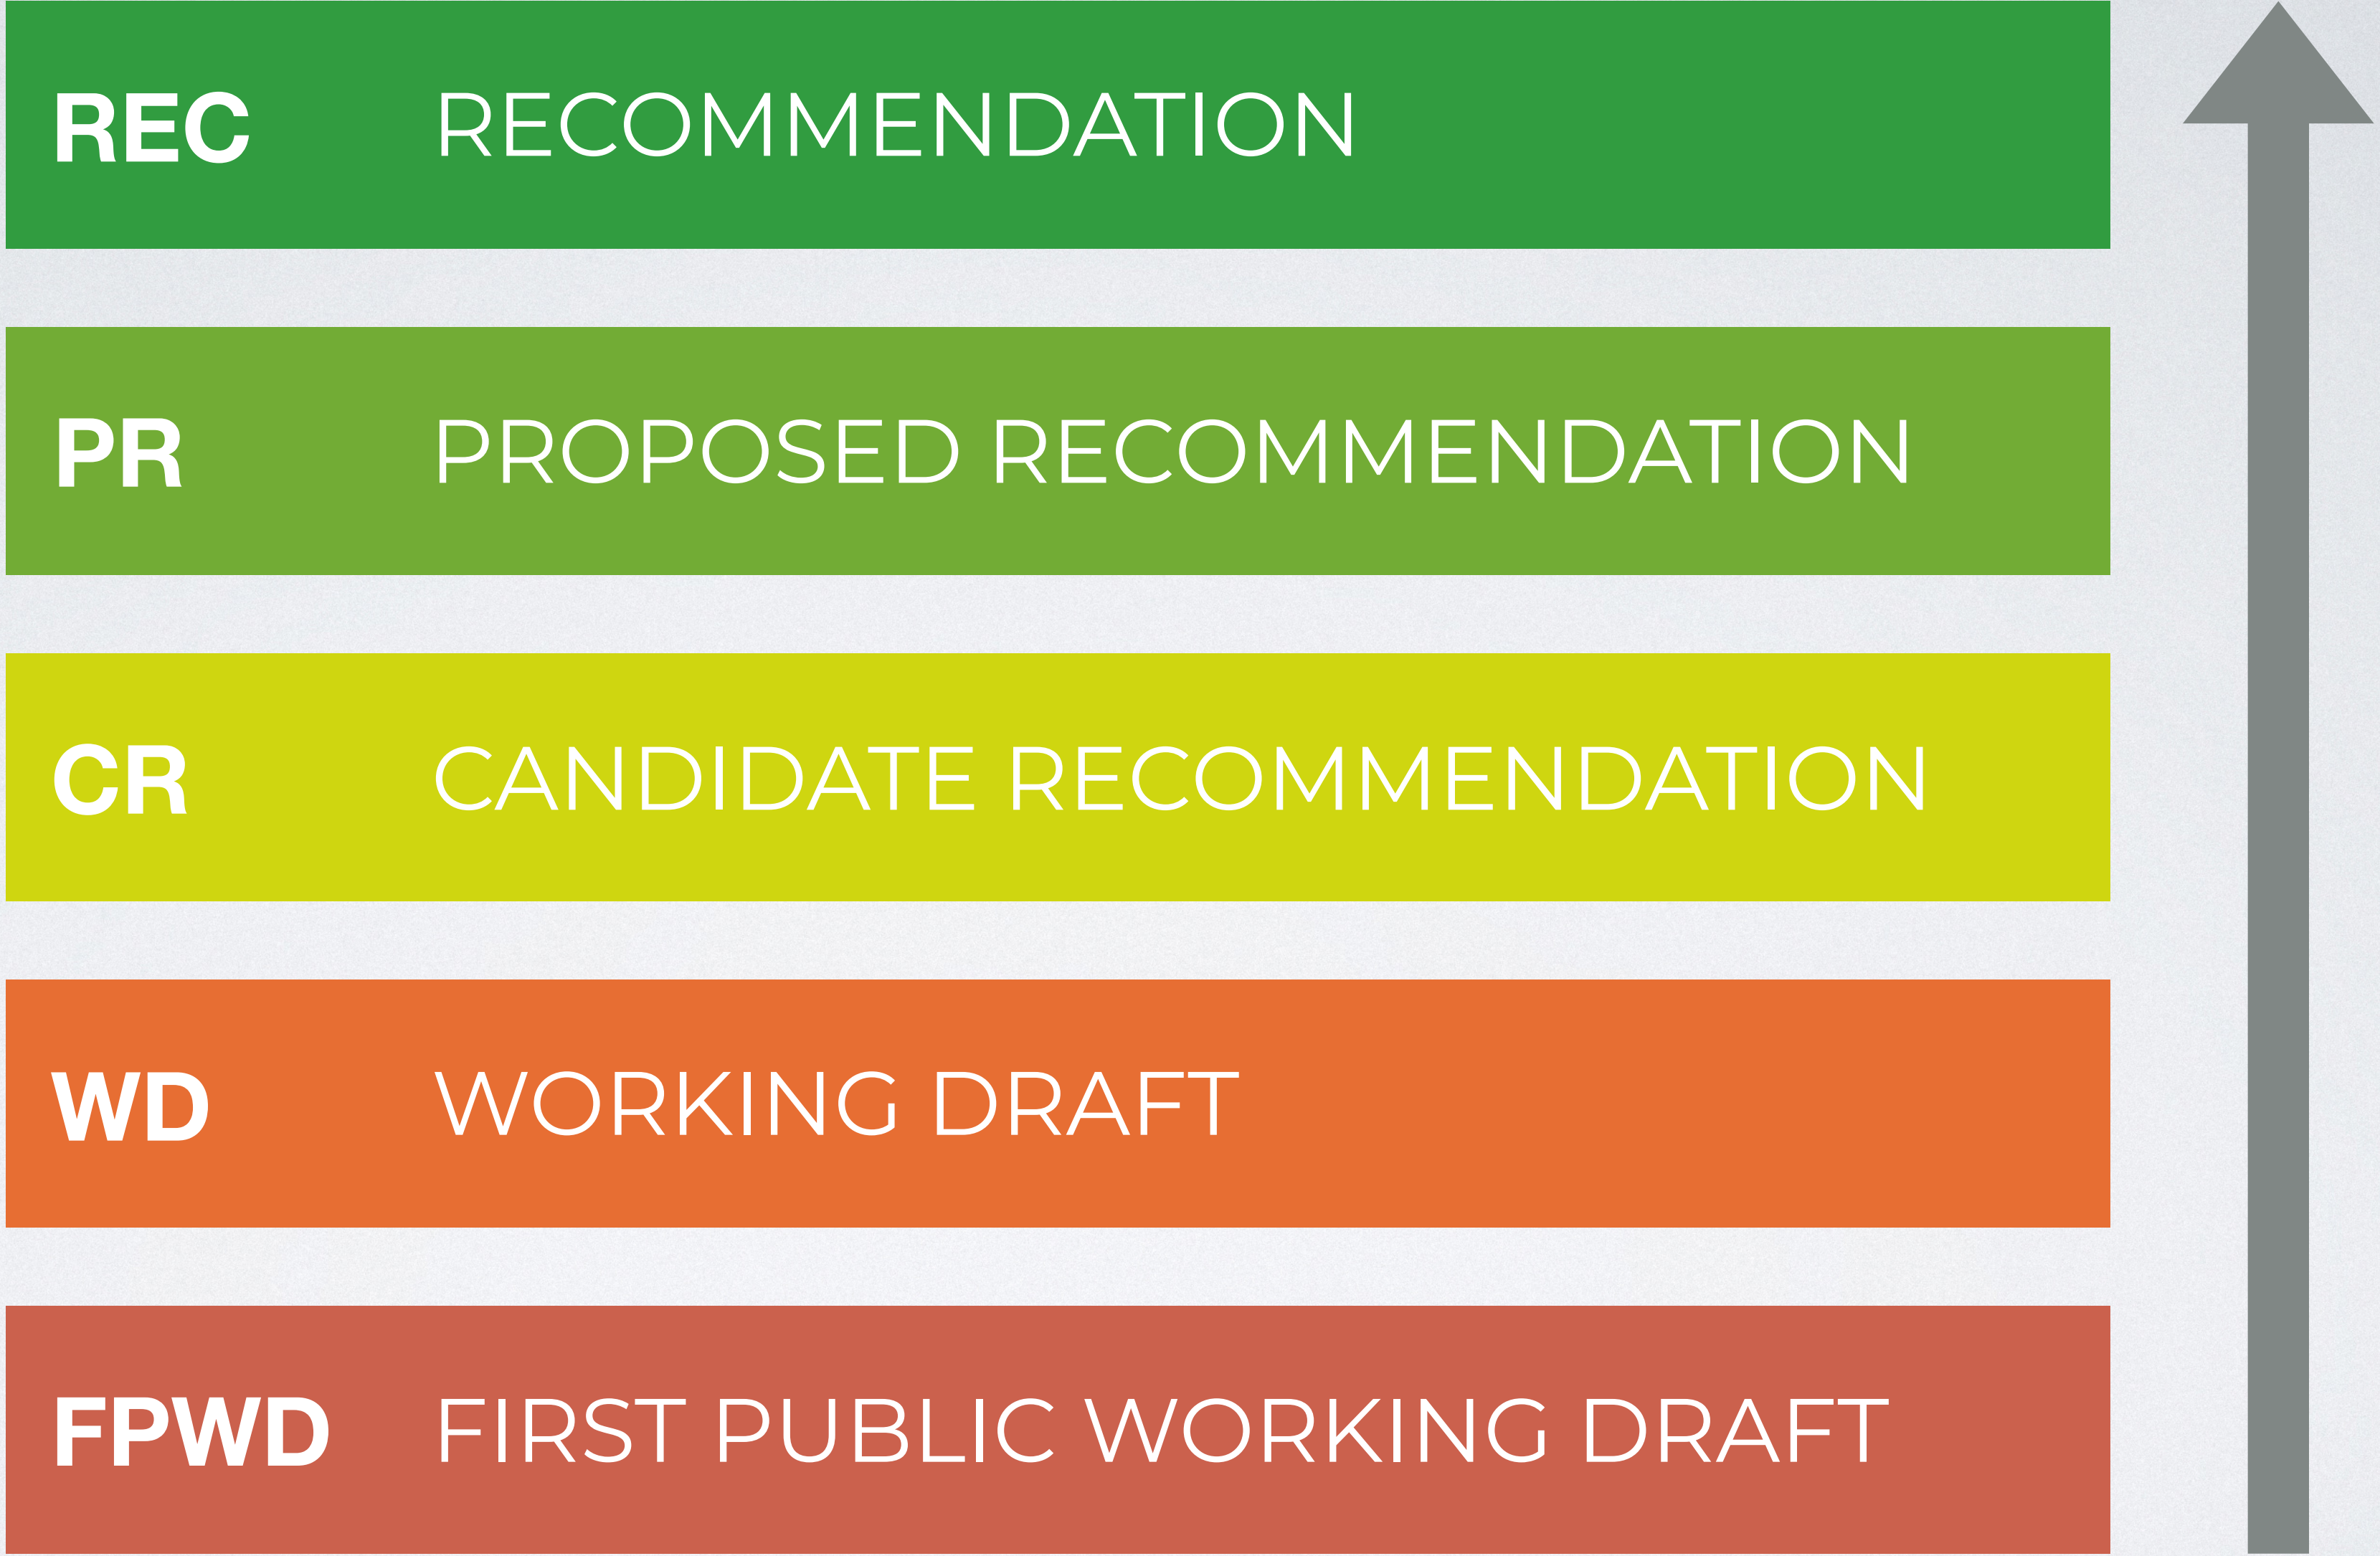 REC RECOMMENDATION
PR PROPOSED RECOMMENDATION
CR CANDIDATE RECOMMENDATION
WD WORKING DRAFT
FPWD FIRST PUBLIC WORKING DRAFT